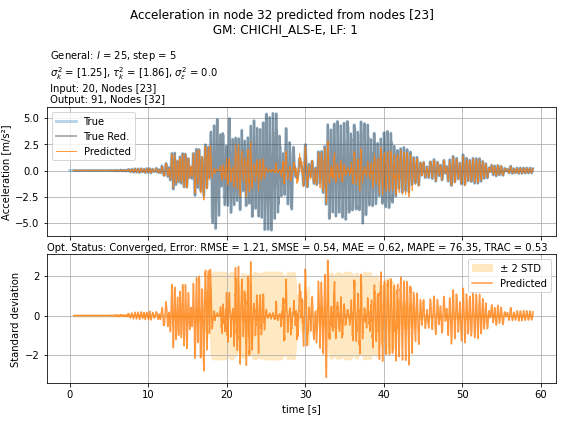 Acceleration in node 32 predicted from nodes [23]
GM: CHICHI_ALS-E, LF: 1
General: l = 25, step = 5
σ²ₖ = [1.25], τ²ₖ = [1.86], σ²ε = 0.0
Input: 20, Nodes [23]
Output: 91, Nodes [32]
True
True Red.
Predicted
Acceleration [m/s²]
5.0
2.5
0.0
−2.5
−5.0
Opt. Status: Converged, Error: RMSE = 1.21, SMSE = 0.54, MAE = 0.62, MAPE = 76.35, TRAC = 0.53
± 2 STD
Predicted
Standard deviation
2
0
−2
0 10 20 30 40 50 60
time [s]